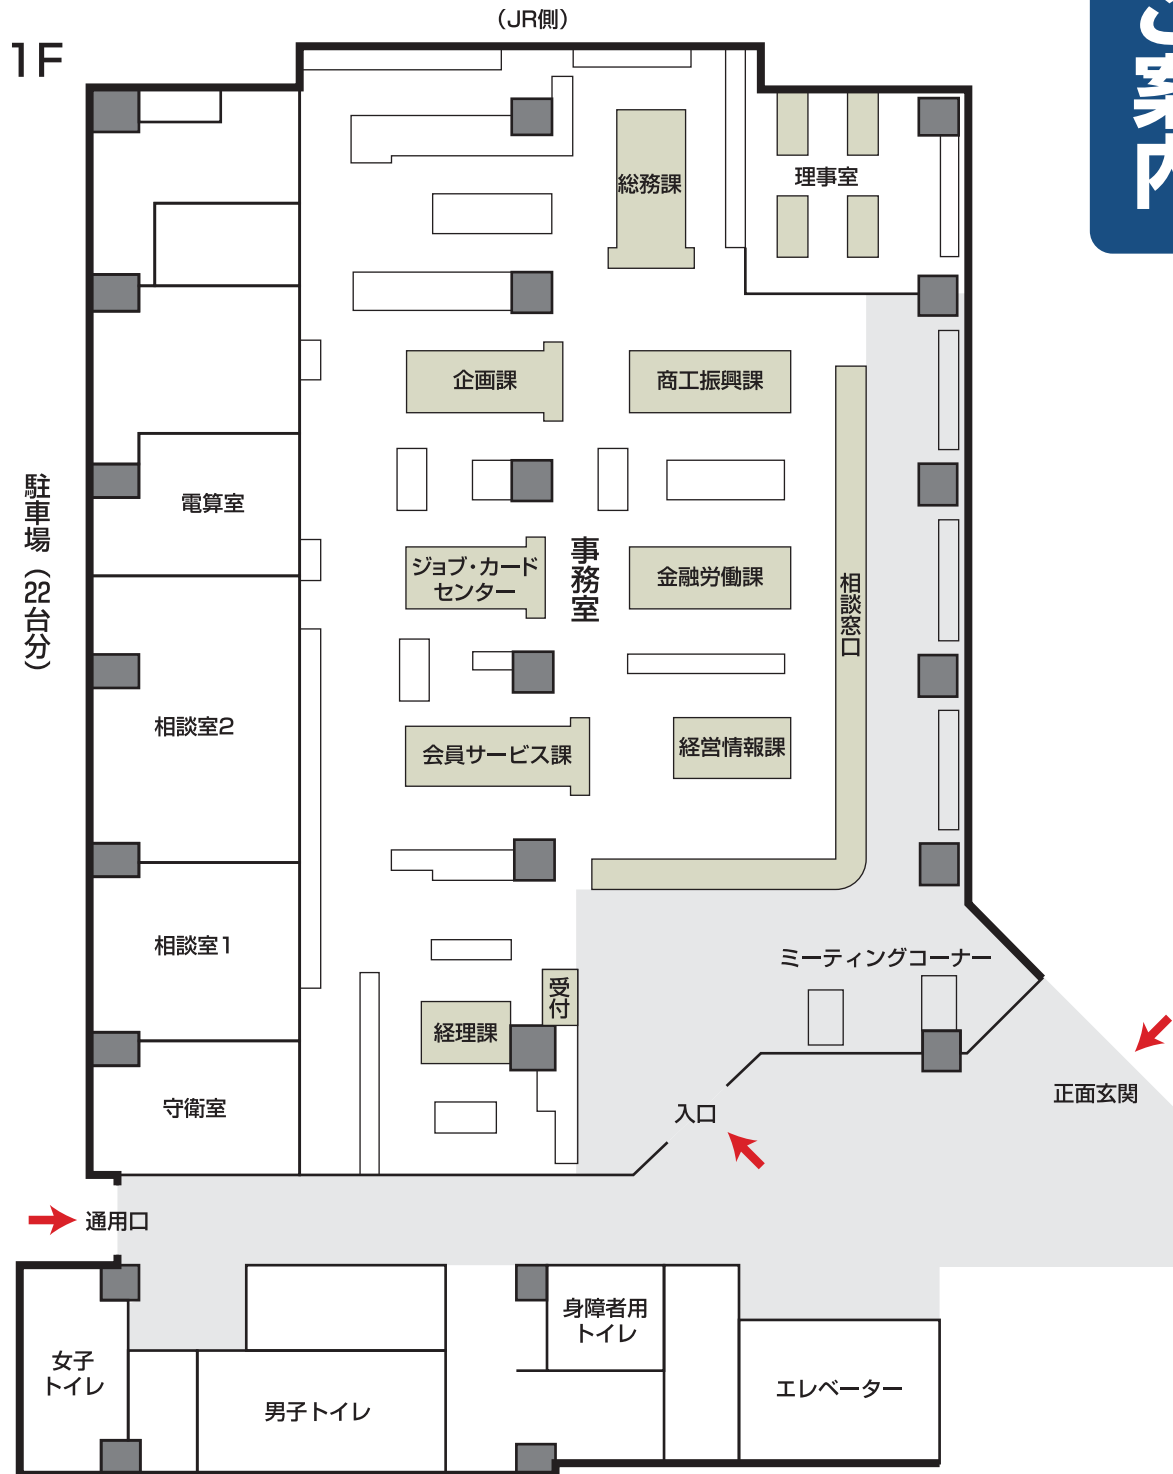 (JR側)
1F
ご案内
総務課
理事室
企画課
商工振興課
駐車場(22台分)
電算室
事務室
ジョブ・カード
センター
金融労働課
相談窓口
相談室2
会員サービス課
経営情報課
相談室1
ミーティングコーナー
受付
経理課
守衛室
入口
正面玄関
通用口
身障者用
トイレ
女子
トイレ
男子トイレ
エレベーター